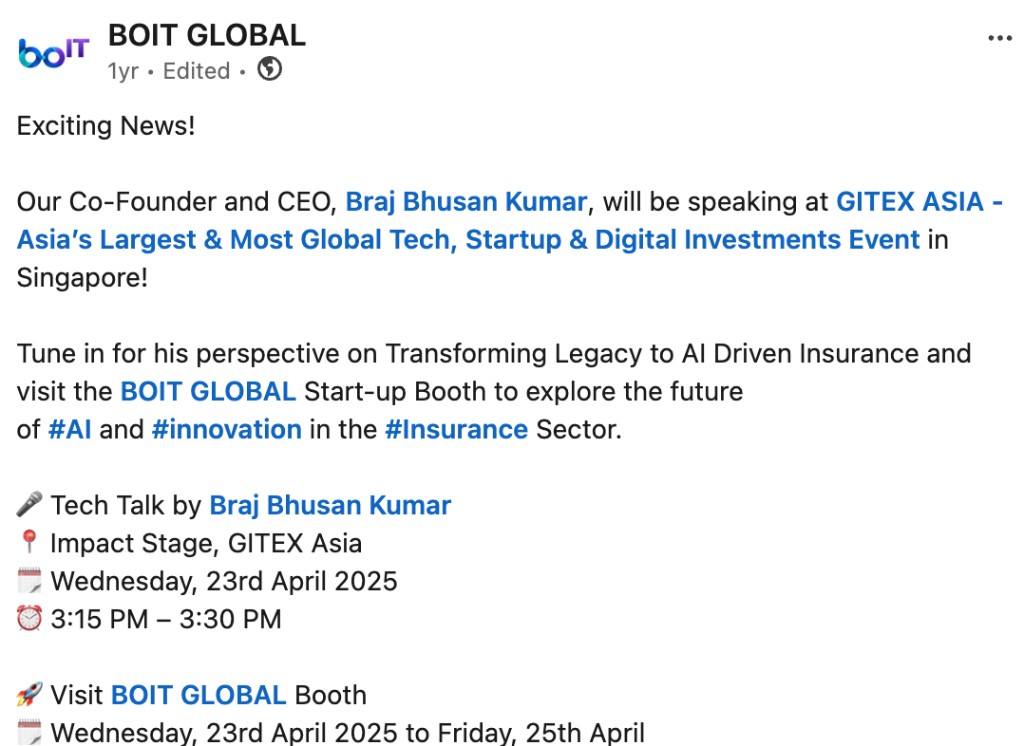 boIT
BOIT GLOBAL
1yr • Edited •
Exciting News!
Our Co-Founder and CEO, Braj Bhusan Kumar, will be speaking at GITEX ASIA -
Asia’s Largest & Most Global Tech, Startup & Digital Investments Event in
Singapore!
Tune in for his perspective on Transforming Legacy to AI Driven Insurance and
visit the BOIT GLOBAL Start-up Booth to explore the future
of #AI and #innovation in the #Insurance Sector.
🎤 Tech Talk by Braj Bhusan Kumar
📍 Impact Stage, GITEX Asia
🗓️ Wednesday, 23rd April 2025
⏰ 3:15 PM – 3:30 PM
🚀 Visit BOIT GLOBAL Booth
🗓️ Wednesday, 23rd April 2025 to Friday, 25th April